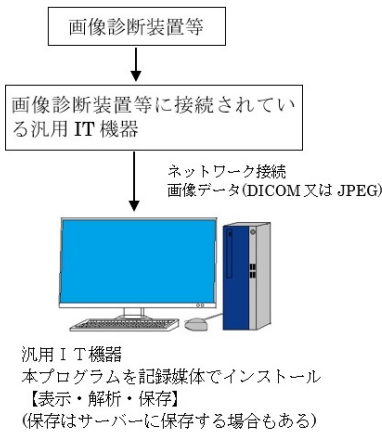 画像診断装置等
画像診断装置等に接続されてい
る汎用 IT 機器
ネットワーク接続
画像データ(DICOM 又は JPEG)
汎用ＩＴ機器
本プログラムを記録媒体でインストール
【表示・解析・保存】
(保存はサーバーに保存する場合もある)